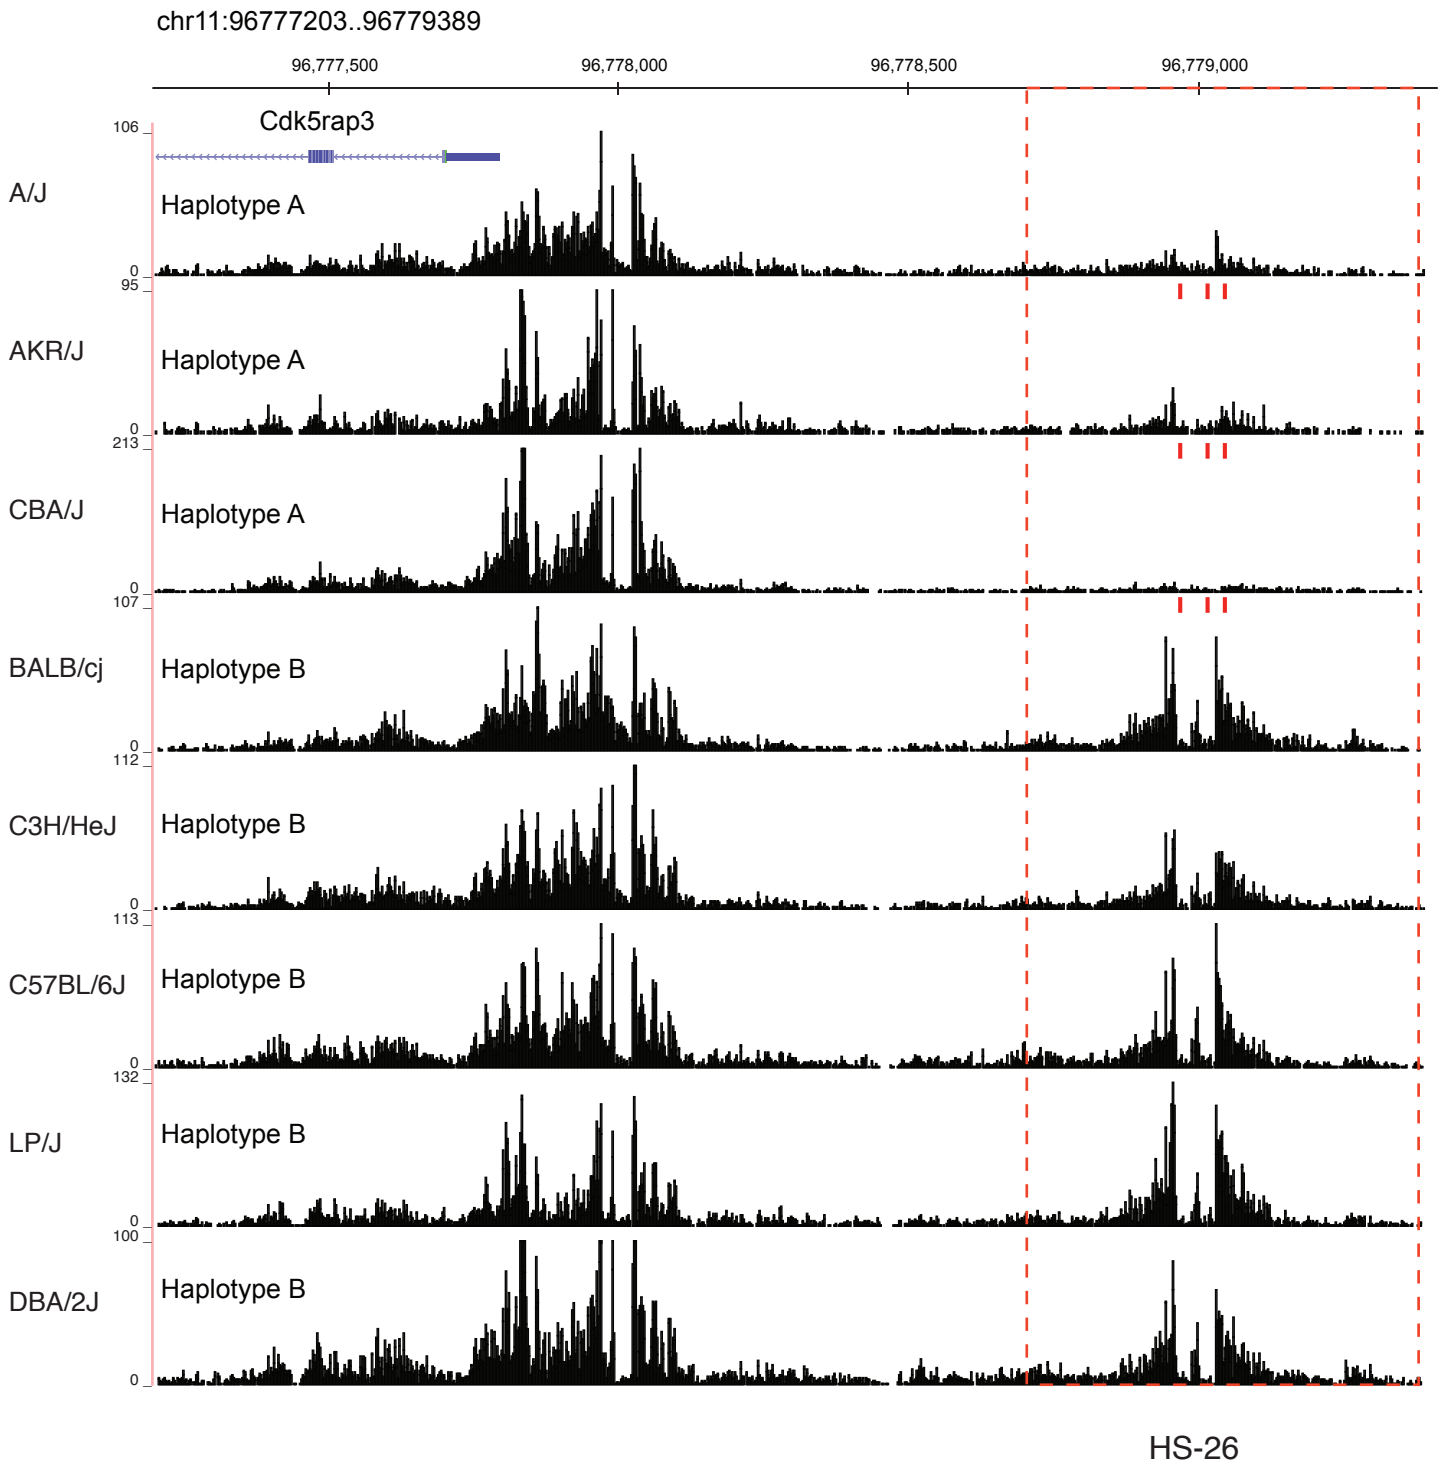 chr11:96777203..96779389
96,777,500 96,778,000 96,778,500 96,779,000
Cdk5rap3
106
A/J
Haplotype A
0
95
AKR/J
Haplotype A
0
213
CBA/J
Haplotype A
0
107
BALB/cj
Haplotype B
0
112
C3H/HeJ
Haplotype B
0
113
C57BL/6J
Haplotype B
0
132
LP/J
Haplotype B
0
100
DBA/2J
Haplotype B
0
HS-26